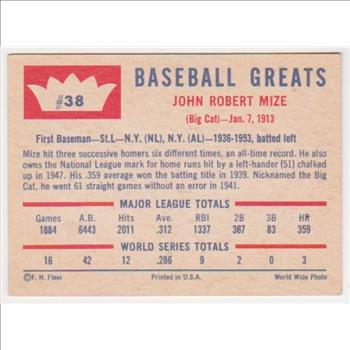 #38
BASEBALL GREATS
JOHN ROBERT MIZE
(Big Cat)—Jan. 7, 1913
First Baseman—St.L—N.Y. (NL), N.Y. (AL)—1936-1953, batted left
Mize hit three successive homers six different times, an all-time record. He also
owns the National League mark for home runs hit by a left-hander (51) chalked
up in 1947. His .359 average won the batting title in 1939. Nicknamed the Big
Cat, he went 61 straight games without an error in 1941.
MAJOR LEAGUE TOTALS
Games A.B. Hits Ave. RBI 2B 3B HR
1884 6443 2011 .312 1337 367 83 359
WORLD SERIES TOTALS
16 42 12 .286 9 2 0 3
©F. H. Fleer Printed in U.S.A. World Wide Photo